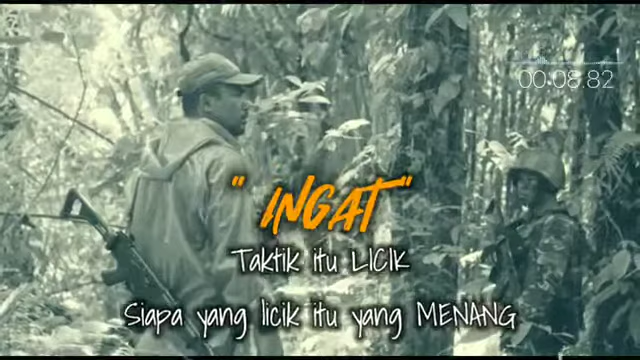 00:08.82
" INGAT "
Taktik itu LICIK
Siapa yang licik itu yang MENANG